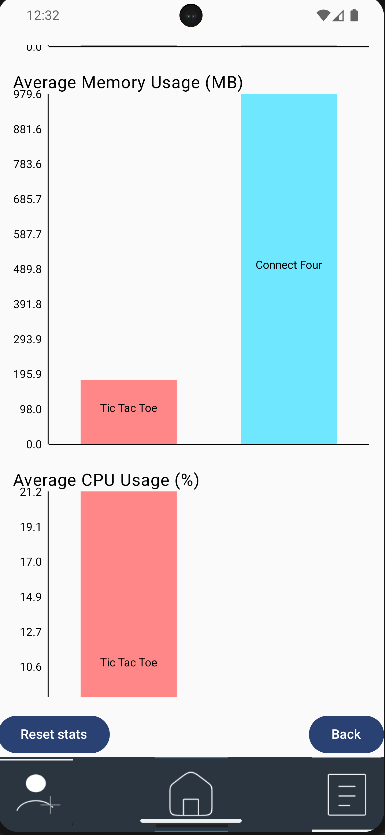 12:32
0.0
Average Memory Usage (MB)
979.6
881.6
783.6
685.7
587.7
489.8
391.8
293.9
195.9
98.0
0.0
Connect Four
Tic Tac Toe
Average CPU Usage (%)
21.2
19.1
17.0
14.9
12.7
10.6
Tic Tac Toe
Reset stats
Back